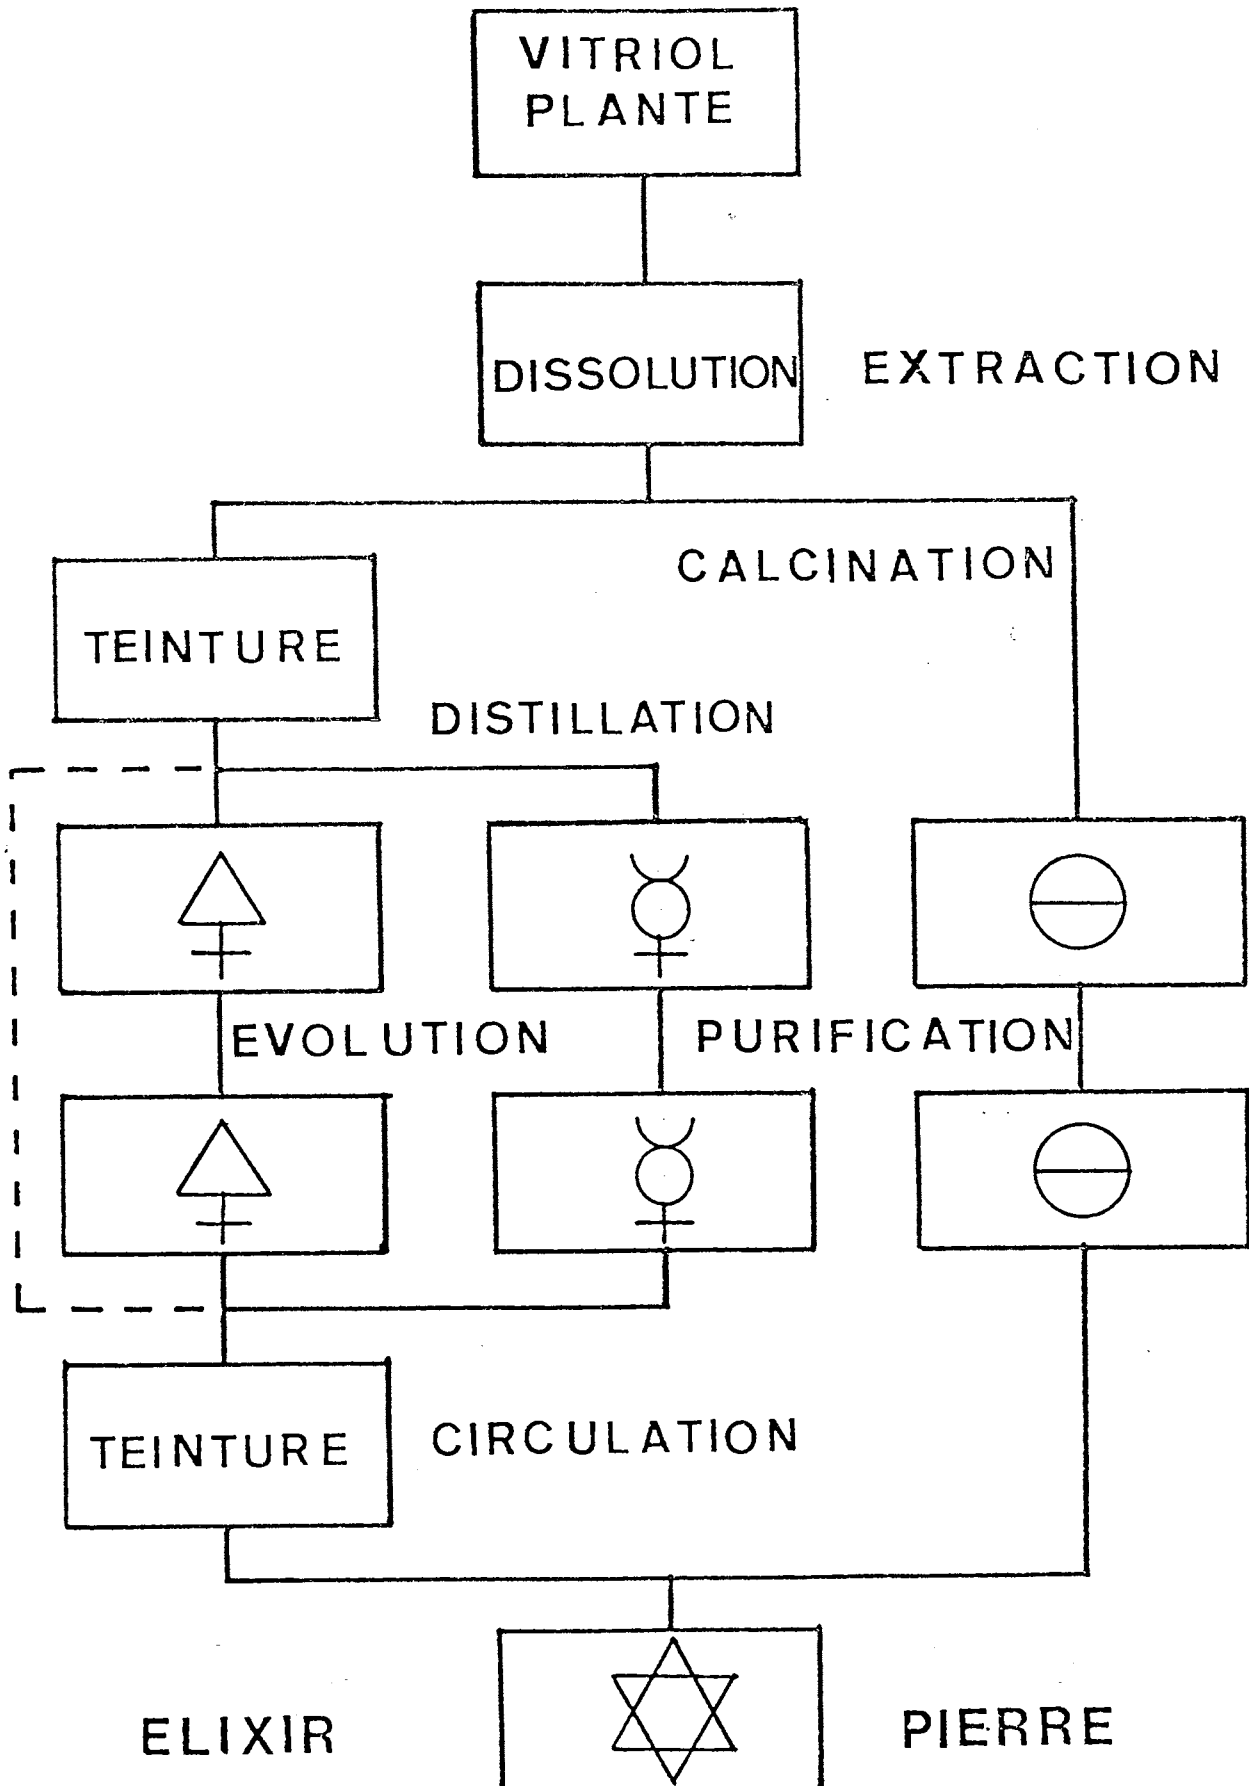 VITRIOL
PLANTE
DISSOLUTION
EXTRACTION
CALCINATION
TEINTURE
DISTILLATION
EVOLUTION
PURIFICATION
TEINTURE
CIRCULATION
ELIXIR
PIERRE